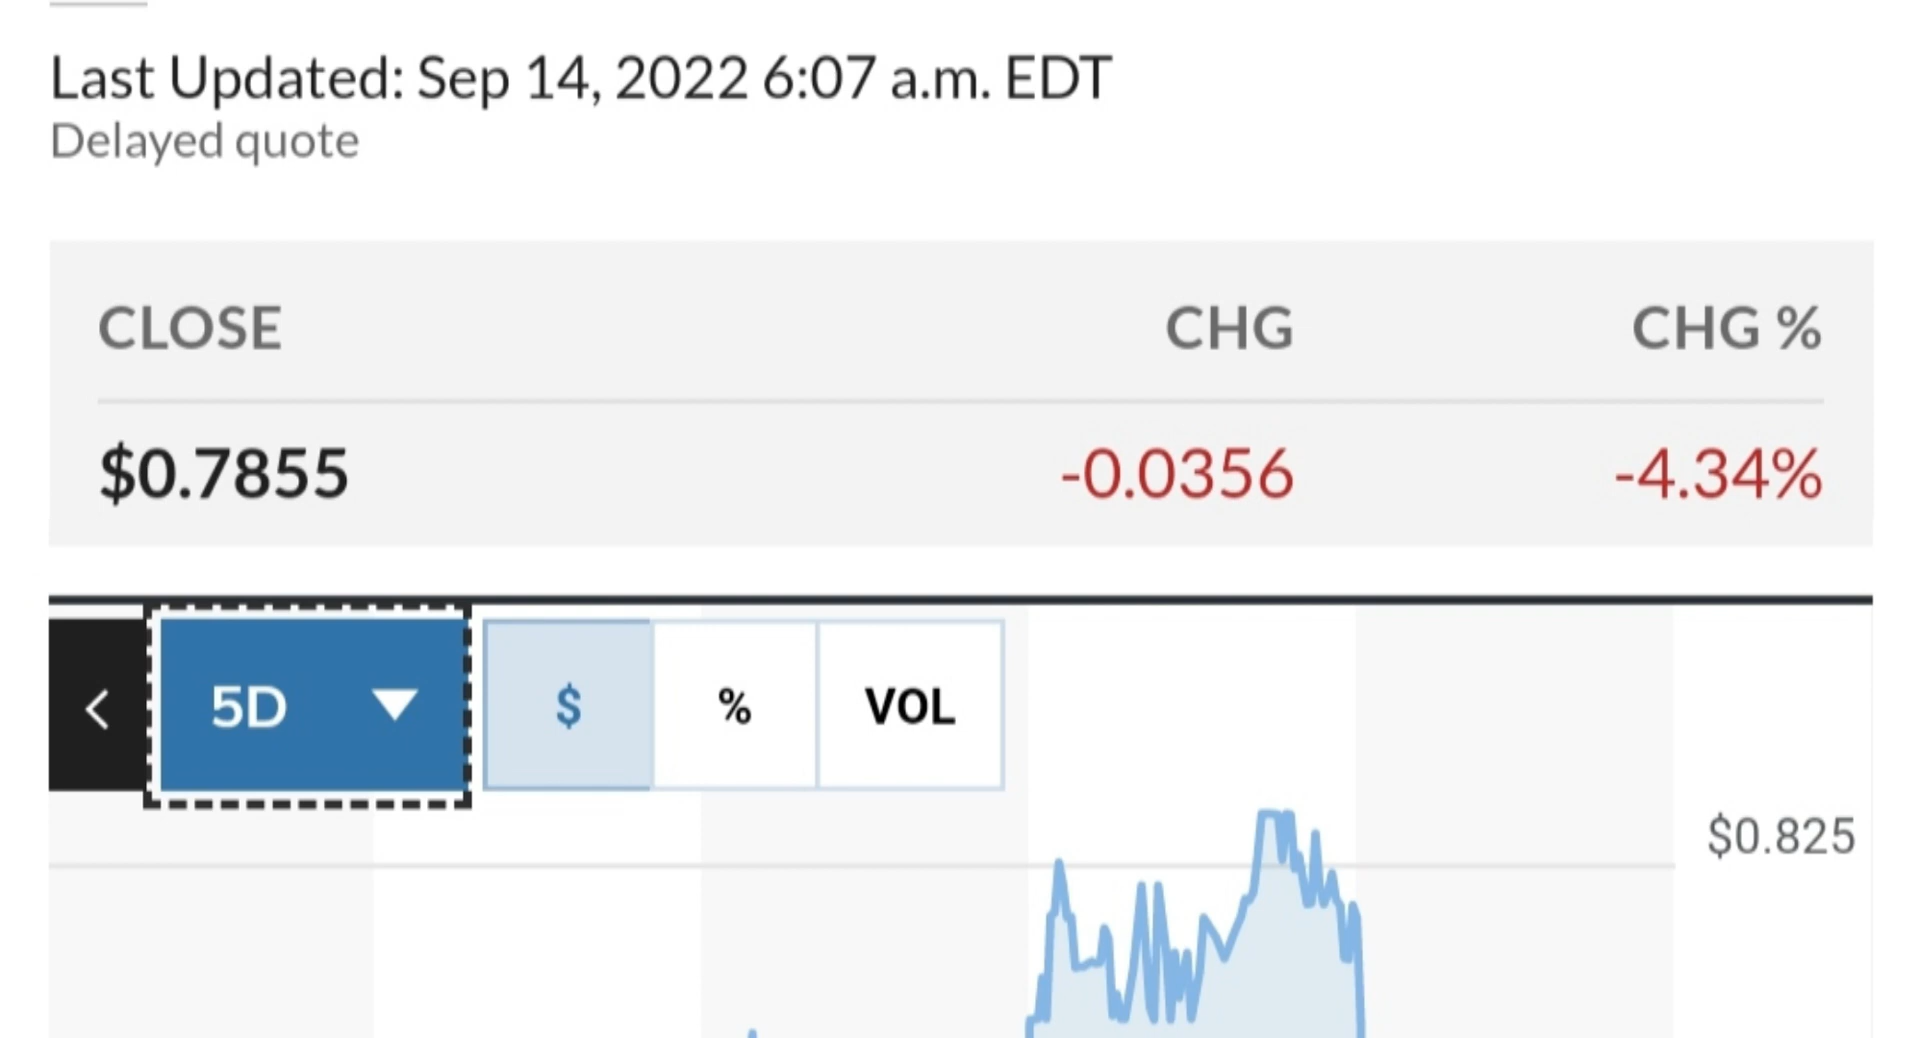 Last Updated: Sep 14, 2022 6:07 a.m. EDT
Delayed quote
CLOSE CHG CHG %
$0.7855 -0.0356 -4.34%
5D $ % VOL
$0.825